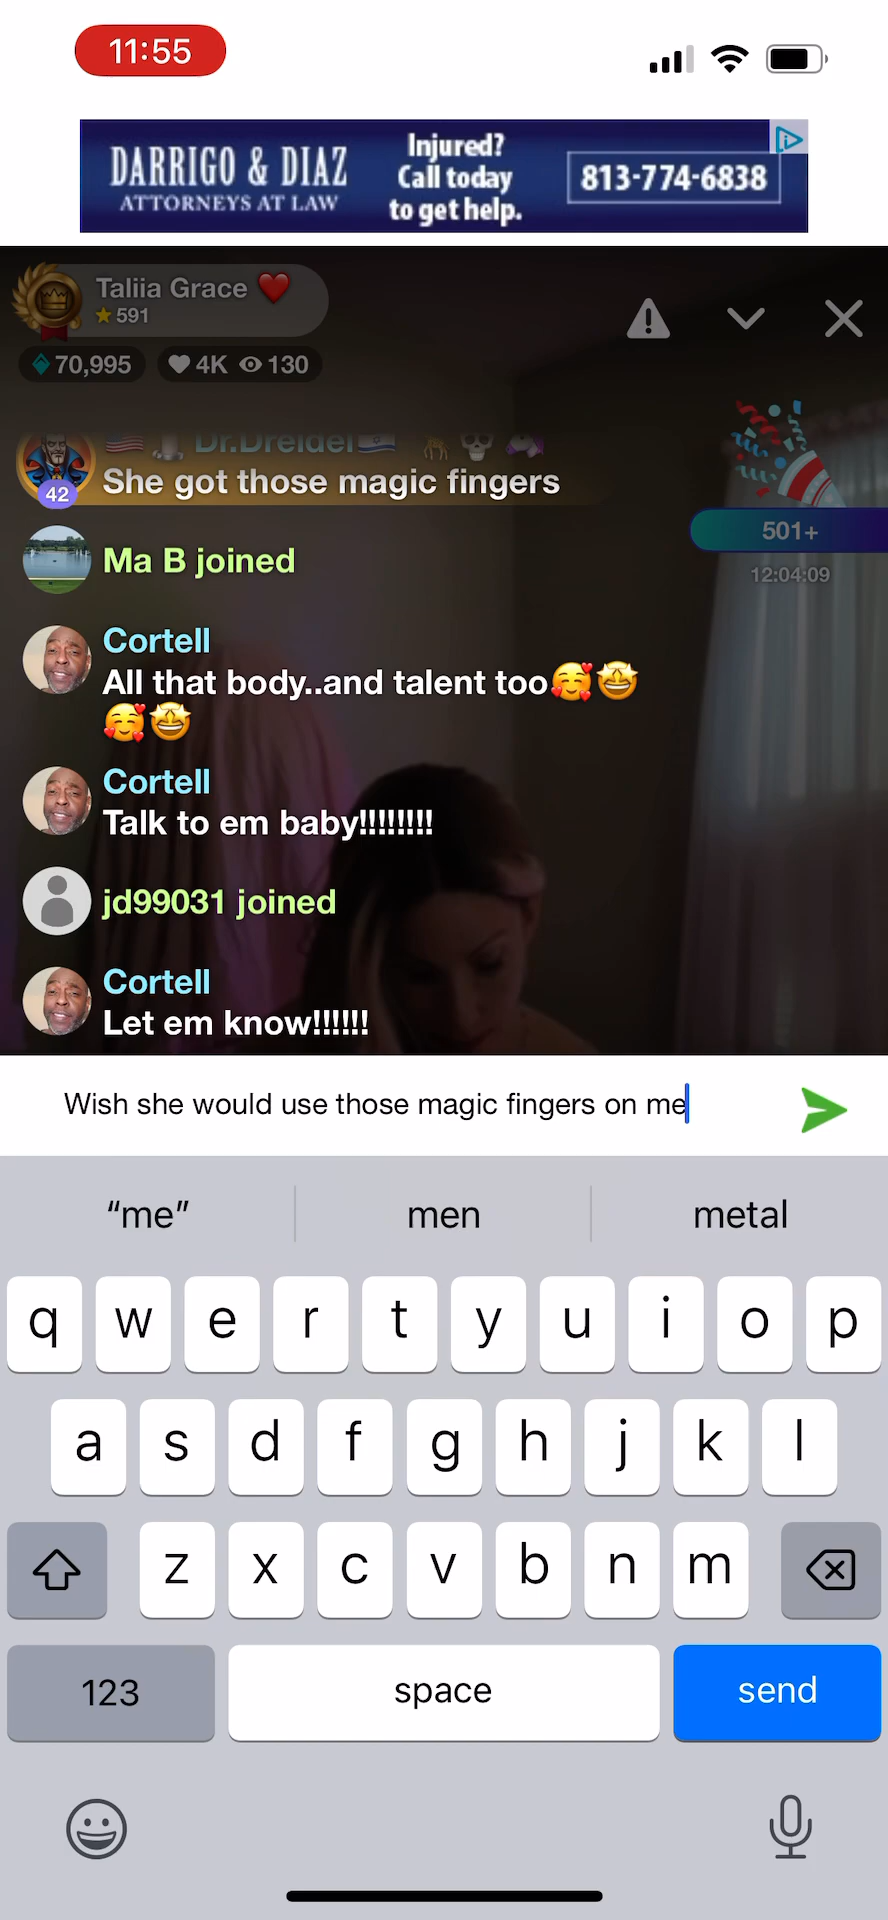 11:55
DARRIGO & DIAZ
ATTORNEYS AT LAW
Injured?
Call today
to get help.
813-774-6838
Taliia Grace ❤️
591
70,995
4K
130
Dr.Dreidel
42
She got those magic fingers
501+
12:04:09
Ma B joined
Cortell
All that body..and talent too🥰🤩
🥰🤩
Cortell
Talk to em baby!!!!!!!!
jd99031 joined
Cortell
Let em know!!!!!!
Wish she would use those magic fingers on me
“me”
men
metal
q w e r t y u i o p
a s d f g h j k l
z x c v b n m
123
space
send